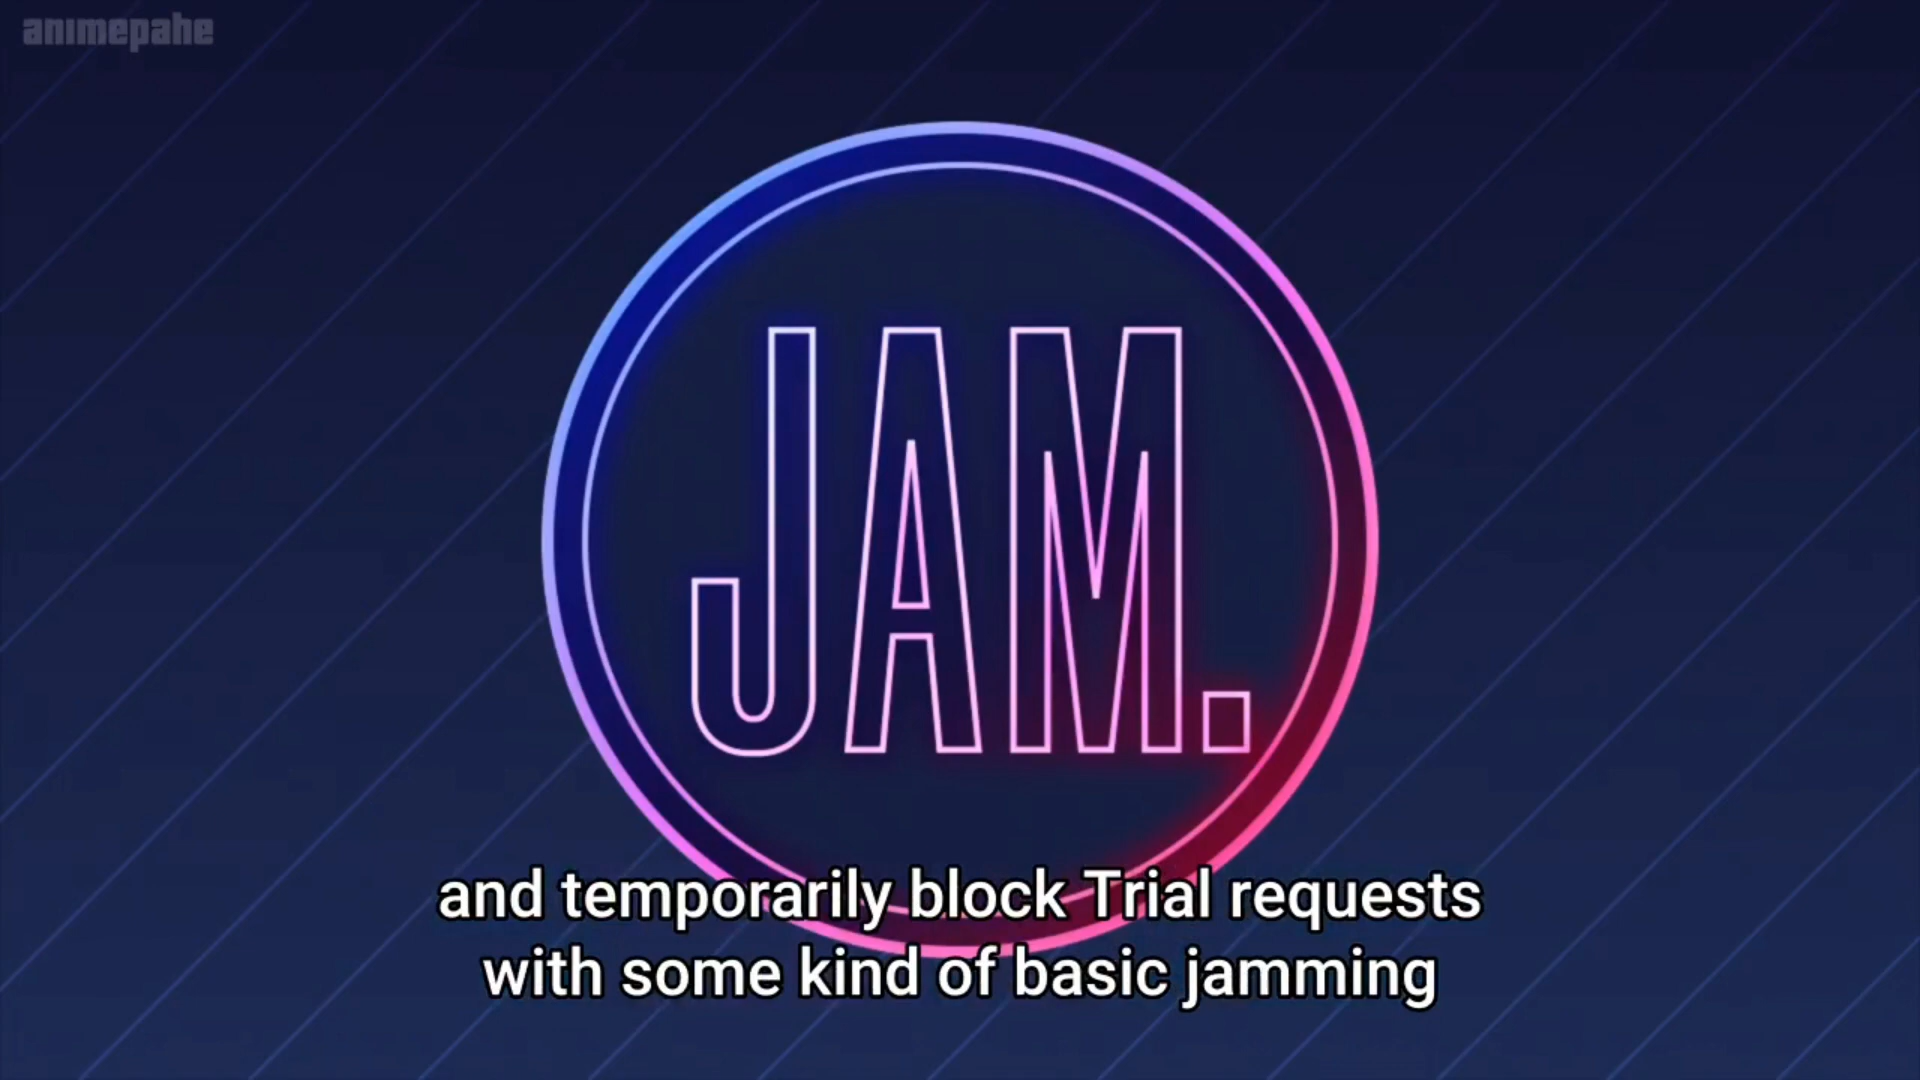 animepahe
JAM.
and temporarily block Trial requests
with some kind of basic jamming